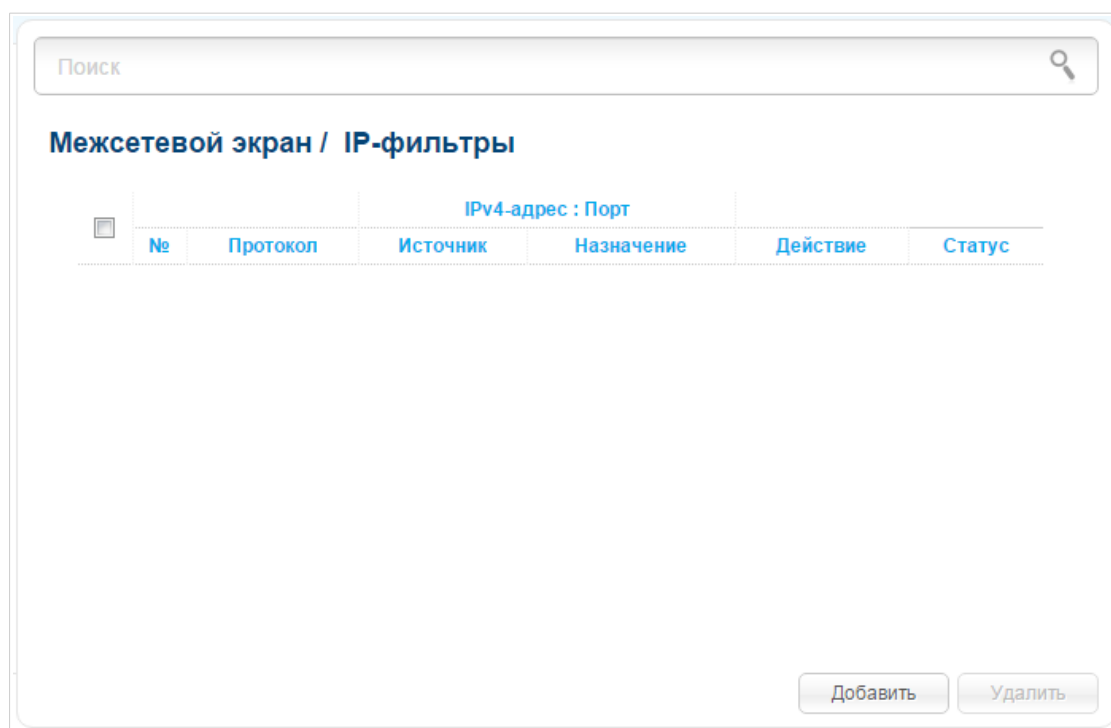 Поиск
Межсетевой экран / IP-фильтры
IPv4-адрес : Порт
№ Протокол Источник Назначение Действие Статус
Добавить Удалить